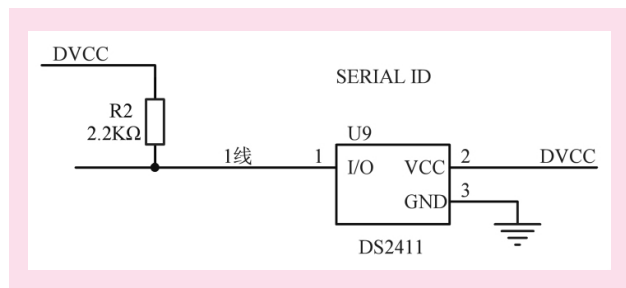 DVCC
SERIAL ID
R2
2.2KΩ
U9
1线
1
I/O
VCC
2
DVCC
GND
3
DS2411